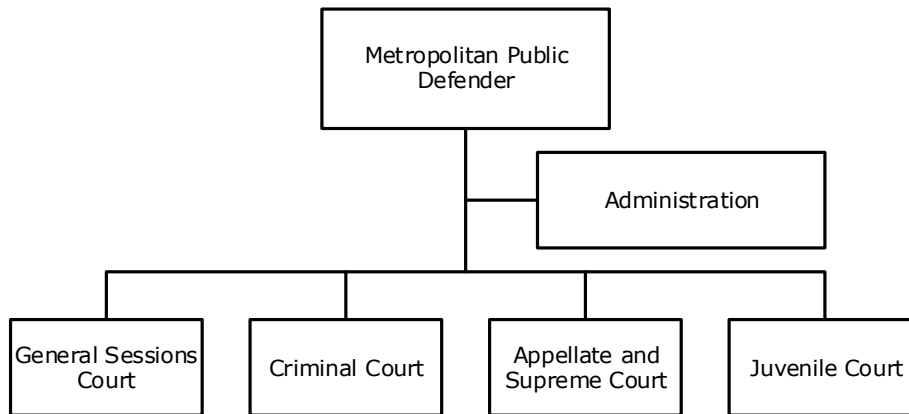 Metropolitan Public
Defender
Administration
General Sessions
Court
Criminal Court
Appellate and
Supreme Court
Juvenile Court